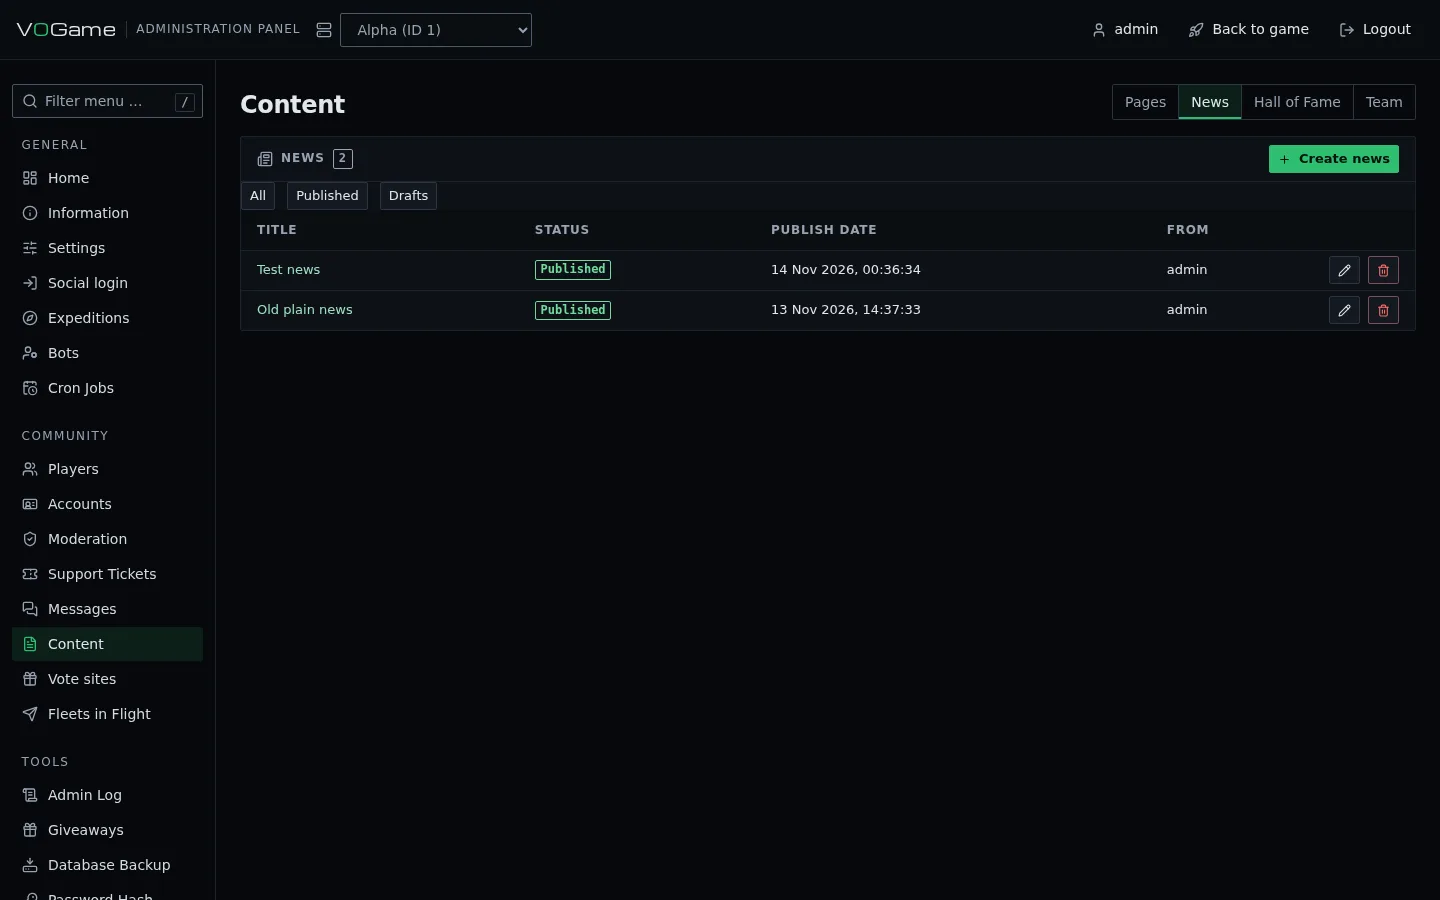 VOGame ADMINISTRATION PANEL Alpha (ID 1) admin Back to game Logout
Filter menu ... /
GENERAL
Home
Information
Settings
Social login
Expeditions
Bots
Cron Jobs
COMMUNITY
Players
Accounts
Moderation
Support Tickets
Messages
Content
Vote sites
Fleets in Flight
TOOLS
Admin Log
Giveaways
Database Backup
Password Hash
Content
Pages News Hall of Fame Team
NEWS 2 + Create news
All Published Drafts
TITLE STATUS PUBLISH DATE FROM
Test news Published 14 Nov 2026, 00:36:34 admin
Old plain news Published 13 Nov 2026, 14:37:33 admin